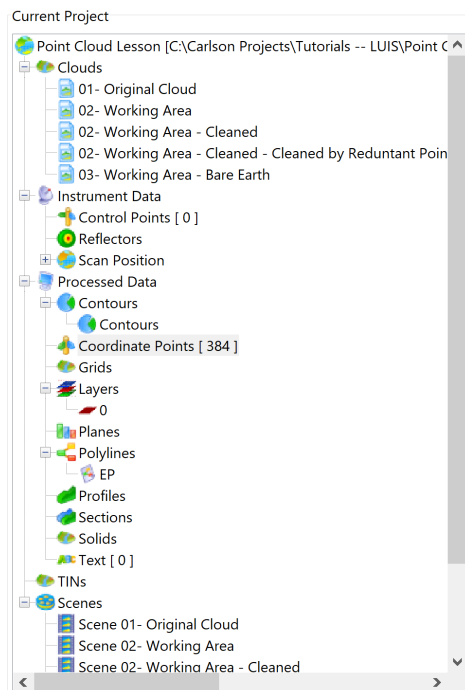 Current Project
Point Cloud Lesson [C:\Carlson Projects\Tutorials -- LUIS\Point
Clouds
01- Original Cloud
02- Working Area
02- Working Area - Cleaned
02- Working Area - Cleaned - Cleaned by Reduntant Poin
03- Working Area - Bare Earth
Instrument Data
Control Points [ 0 ]
Reflectors
Scan Position
Processed Data
Contours
Contours
Coordinate Points [ 384 ]
Grids
Layers
0
Planes
Polylines
EP
Profiles
Sections
Solids
Text [ 0 ]
TINs
Scenes
Scene 01- Original Cloud
Scene 02- Working Area
Scene 02- Working Area - Cleaned